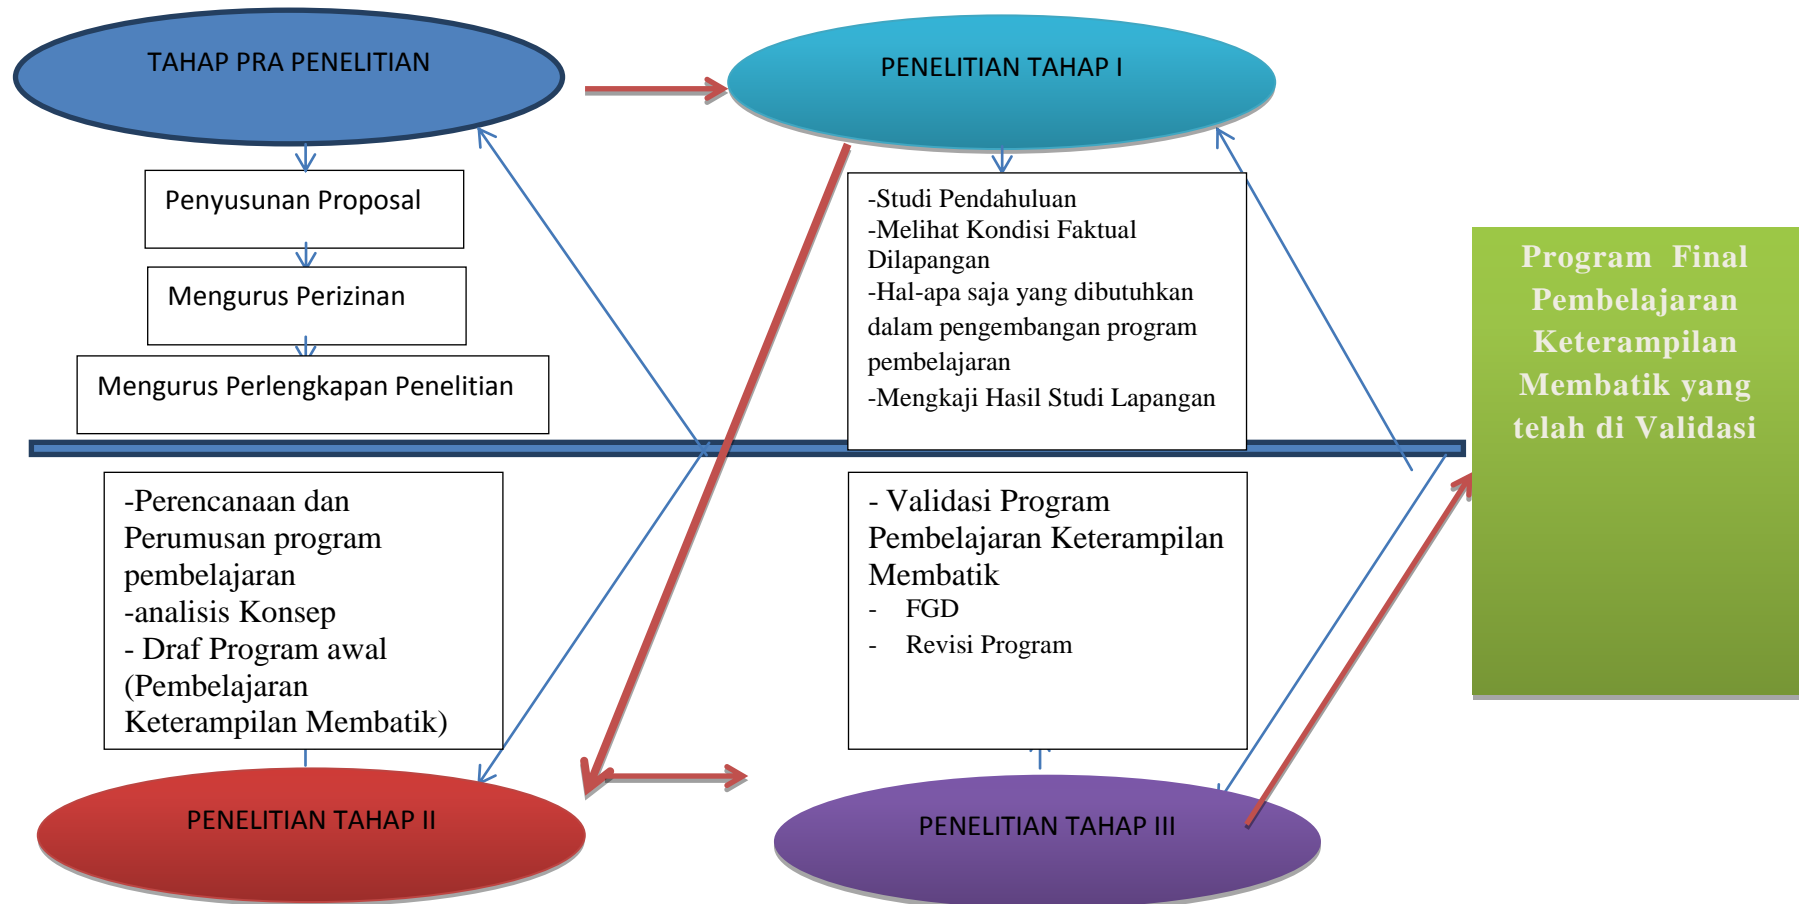 TAHAP PRA PENELITIAN
Penyusunan Proposal
Mengurus Perizinan
Mengurus Perlengkapan Penelitian
PENELITIAN TAHAP I
-Studi Pendahuluan
-Melihat Kondisi Faktual
Dilapangan
-Hal-apa saja yang dibutuhkan
dalam pengembangan program
pembelajaran
-Mengkaji Hasil Studi Lapangan
-Perencanaan dan
Perumusan program
pembelajaran
-analisis Konsep
- Draf Program awal
(Pembelajaran
Keterampilan Membatik)
PENELITIAN TAHAP II
- Validasi Program
Pembelajaran Keterampilan
Membatik
- FGD
- Revisi Program
PENELITIAN TAHAP III
Program Final
Pembelajaran
Keterampilan
Membatik yang
telah di Validasi